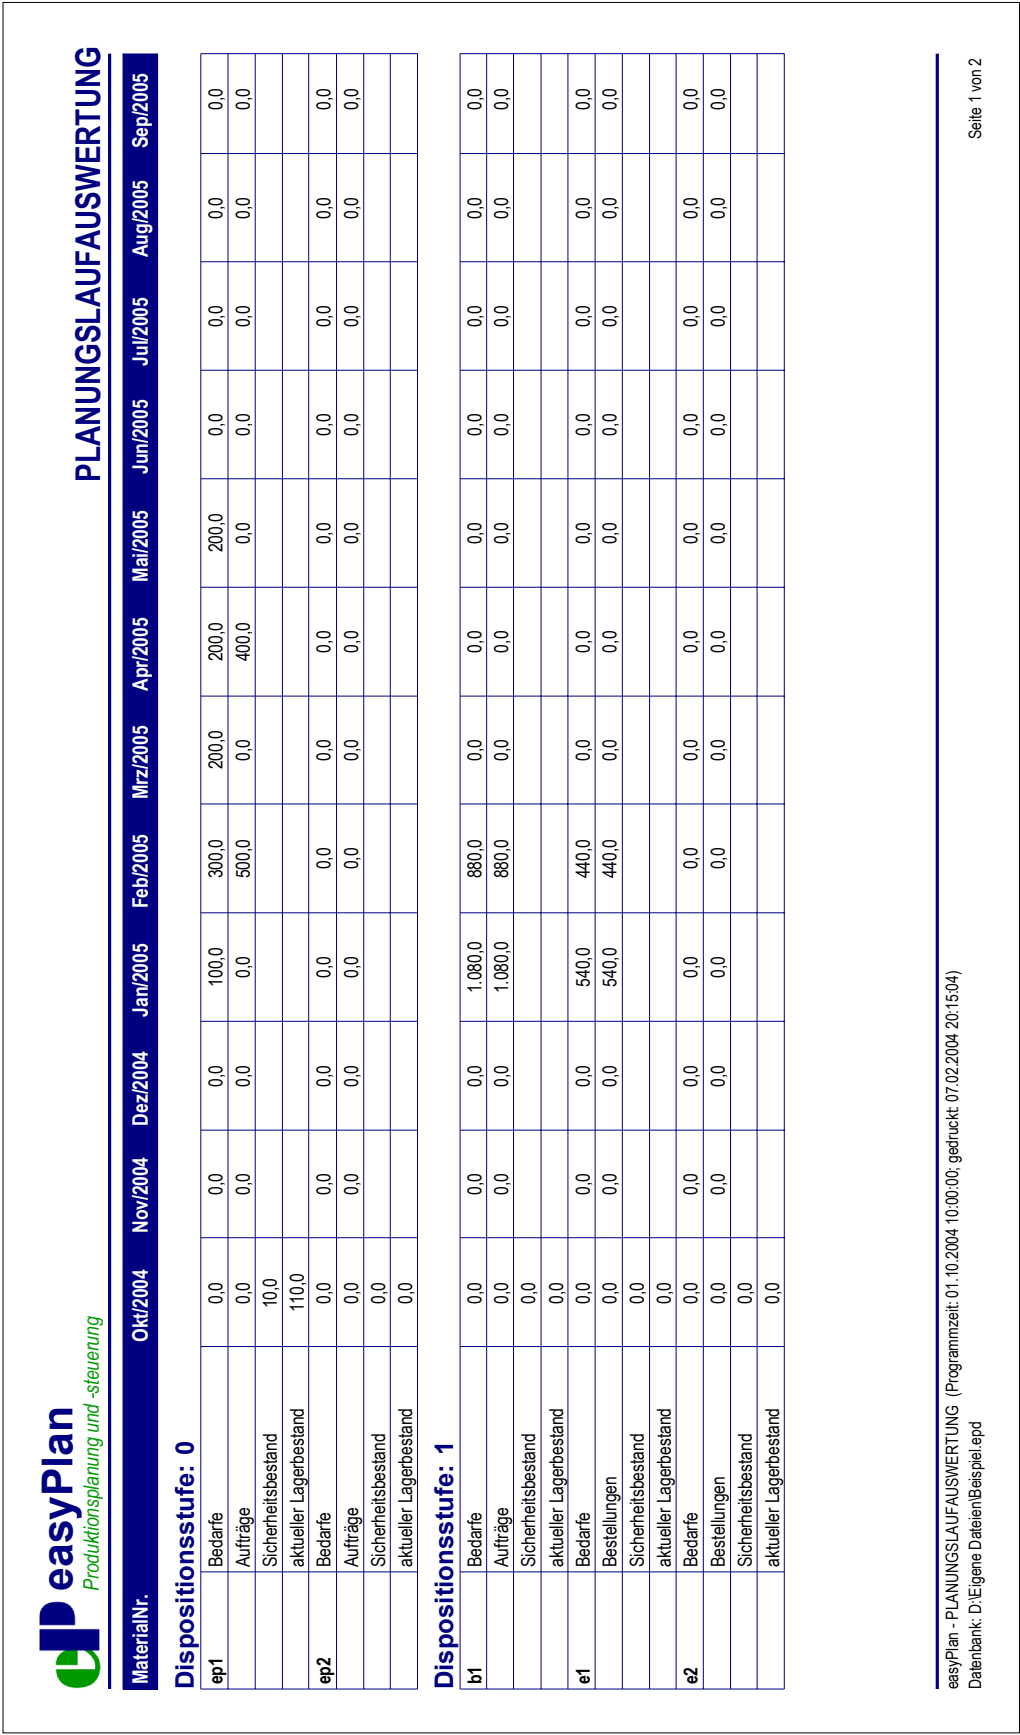 easyPlan
Produktionsplanung und -steuerung
PLANUNGSLAUFAUSWERTUNG
MaterialNr. Okt/2004 Nov/2004 Dez/2004 Jan/2005 Feb/2005 Mrz/2005 Apr/2005 Mai/2005 Jun/2005 Jul/2005 Aug/2005 Sep/2005
Dispositionsstufe: 0
ep1 Bedarfe 0,0 0,0 0,0 100,0 300,0 200,0 200,0 200,0 0,0 0,0 0,0 0,0
Aufträge 0,0 0,0 0,0 0,0 500,0 0,0 400,0 0,0 0,0 0,0 0,0 0,0
Sicherheitsbestand 10,0
aktueller Lagerbestand 110,0
ep2 Bedarfe 0,0 0,0 0,0 0,0 0,0 0,0 0,0 0,0 0,0 0,0 0,0 0,0
Aufträge 0,0 0,0 0,0 0,0 0,0 0,0 0,0 0,0 0,0 0,0 0,0 0,0
Sicherheitsbestand 0,0
aktueller Lagerbestand 0,0
Dispositionsstufe: 1
b1 Bedarfe 0,0 0,0 0,0 1.080,0 880,0 0,0 0,0 0,0 0,0 0,0 0,0 0,0
Aufträge 0,0 0,0 0,0 1.080,0 880,0 0,0 0,0 0,0 0,0 0,0 0,0 0,0
Sicherheitsbestand 0,0
aktueller Lagerbestand 0,0
e1 Bedarfe 0,0 0,0 0,0 540,0 440,0 0,0 0,0 0,0 0,0 0,0 0,0 0,0
Bestellungen 0,0 0,0 0,0 540,0 440,0 0,0 0,0 0,0 0,0 0,0 0,0 0,0
Sicherheitsbestand 0,0
aktueller Lagerbestand 0,0
e2 Bedarfe 0,0 0,0 0,0 0,0 0,0 0,0 0,0 0,0 0,0 0,0 0,0 0,0
Bestellungen 0,0 0,0 0,0 0,0 0,0 0,0 0,0 0,0 0,0 0,0 0,0 0,0
Sicherheitsbestand 0,0
aktueller Lagerbestand 0,0
easyPlan - PLANUNGSLAUFAUSWERTUNG (Programmzeit: 01.10.2004 10:00:00; gedruckt: 07.02.2004 20:15:04)
Datenbank: D:\Eigene Dateien\Beispiel.epd Seite 1 von 2